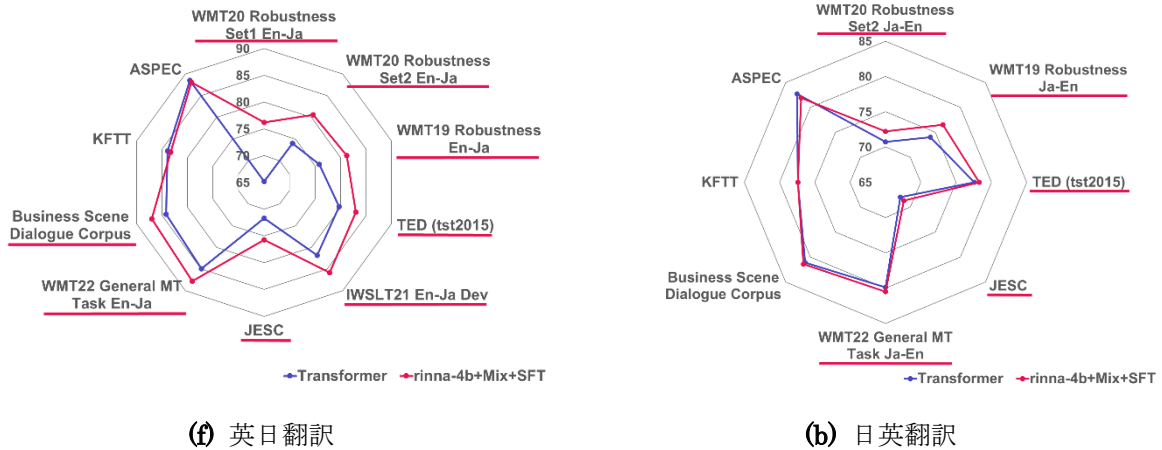 WMT20 Robustness
Set1 En-Ja
WMT20 Robustness
Set2 En-Ja
WMT19 Robustness
En-Ja
TED (tst2015)
IWSLT21 En-Ja Dev
JESC
WMT22 General MT
Task En-Ja
Business Scene
Dialogue Corpus
KFTT
ASPEC
90
85
80
75
70
65
Transformer
rinna-4b+Mix+SFT
(f) 英日翻訳
WMT20 Robustness
Set2 Ja-En
WMT19 Robustness
Ja-En
TED (tst2015)
JESC
WMT22 General MT
Task Ja-En
Business Scene
Dialogue Corpus
KFTT
ASPEC
85
80
75
70
65
Transformer
rinna-4b+Mix+SFT
(b) 日英翻訳